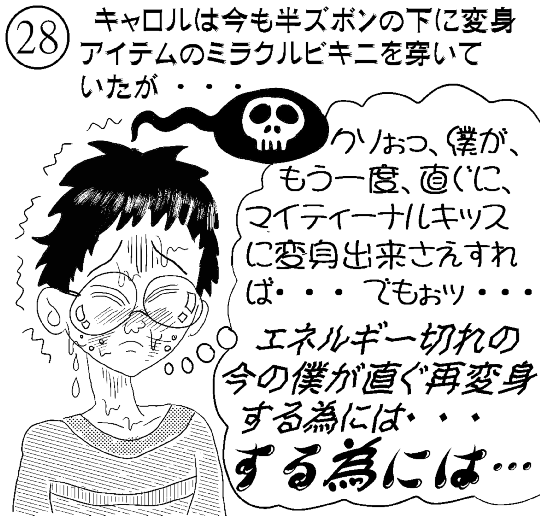 28
キャロルは今も半ズボンの下に変身
アイテムのミラクルビキニを穿いて
いたが・・・
クソぉっ、僕が、
もう一度、直ぐに、
マイティーナルキッス
に変身出来さえすれ
ば・・・でもぉッ・・・
エネルギー切れの
今の僕が直ぐ再変身
する為には・・・
する為には…